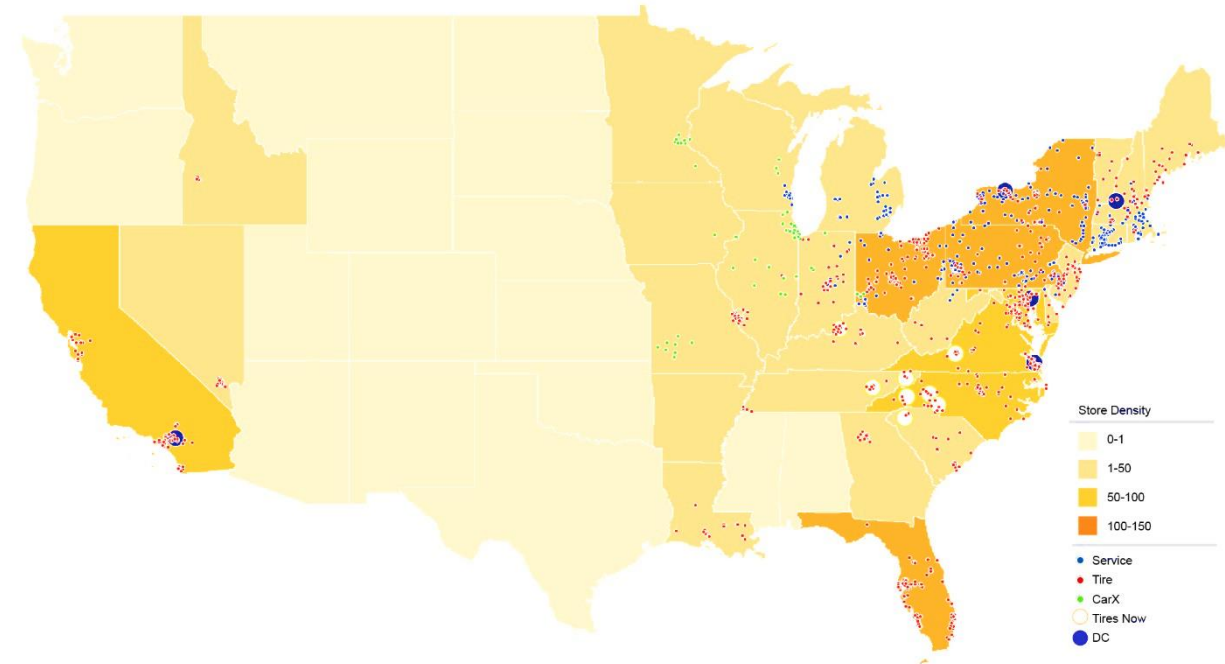 Store Density
0-1
1-50
50-100
100-150
Service
Tire
CarX
Tires Now
DC